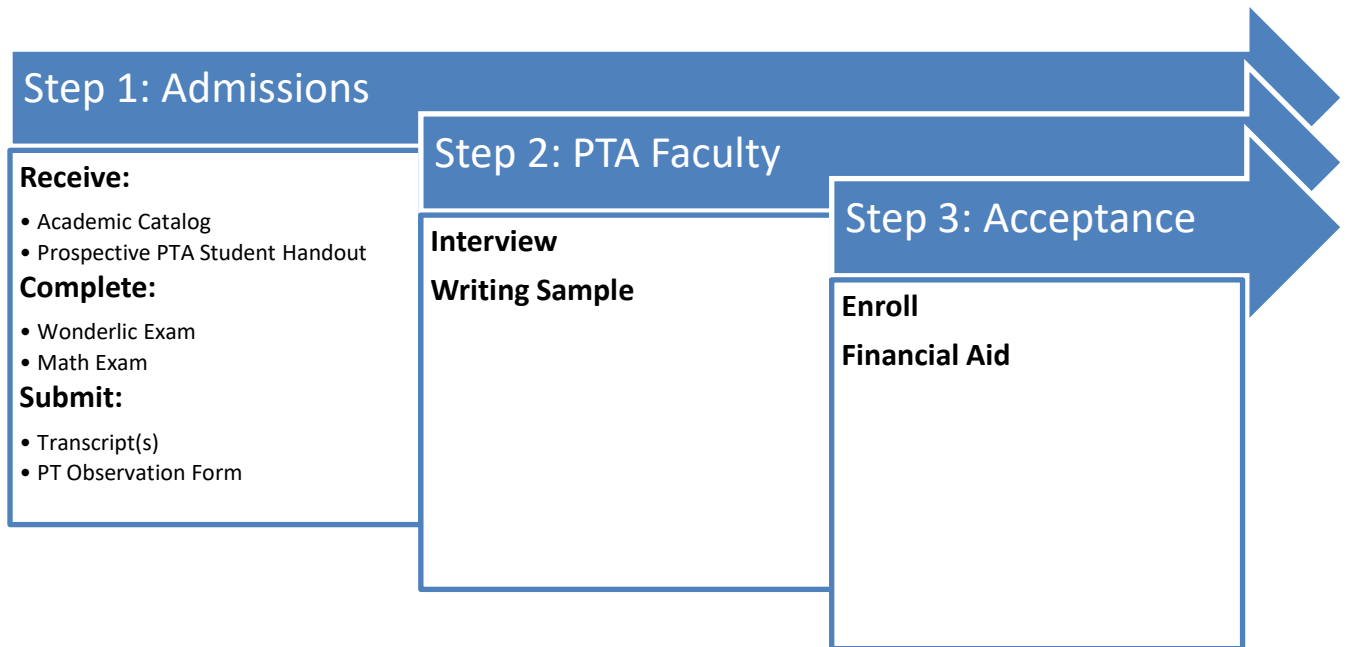 Step 1: Admissions
Receive:
• Academic Catalog
• Prospective PTA Student Handout
Complete:
• Wonderlic Exam
• Math Exam
Submit:
• Transcript(s)
• PT Observation Form
Step 2: PTA Faculty
Interview
Writing Sample
Step 3: Acceptance
Enroll
Financial Aid